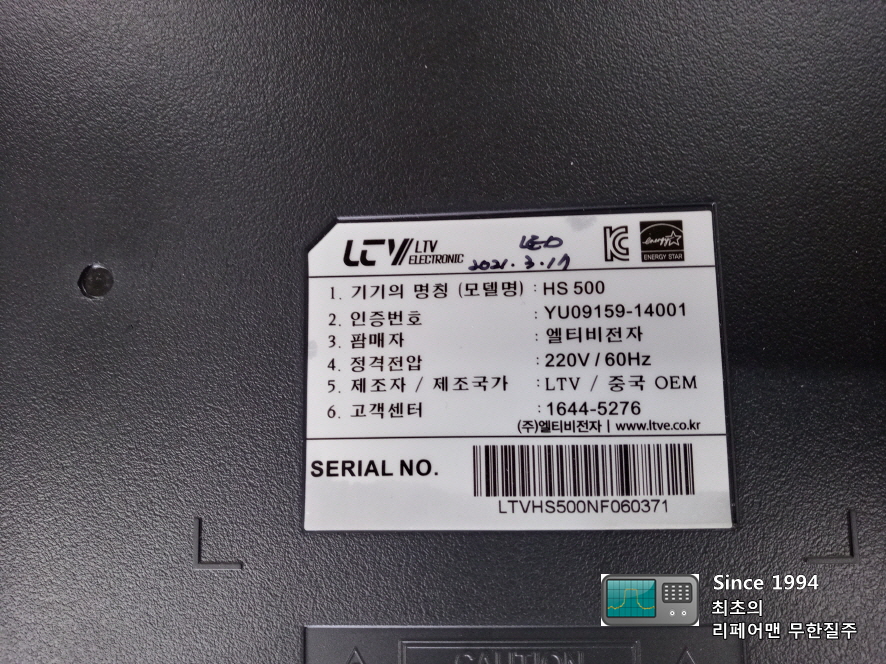 LTV LTV
ELECTRONIC
LED
2021. 3. 17
KC
energy
ENERGY STAR
1. 기기의 명칭 (모델명) : HS 500
2. 인증번호 : YU09159-14001
3. 팜매자 : 엘티비전자
4. 정격전압 : 220V / 60Hz
5. 제조자 / 제조국가 : LTV / 중국 OEM
6. 고객센터 : 1644-5276
(주)엘티비전자 | www.ltve.co.kr
SERIAL NO.
LTVHS500NF060371
Since 1994
최초의
리페어맨 무한질주
CAUTION